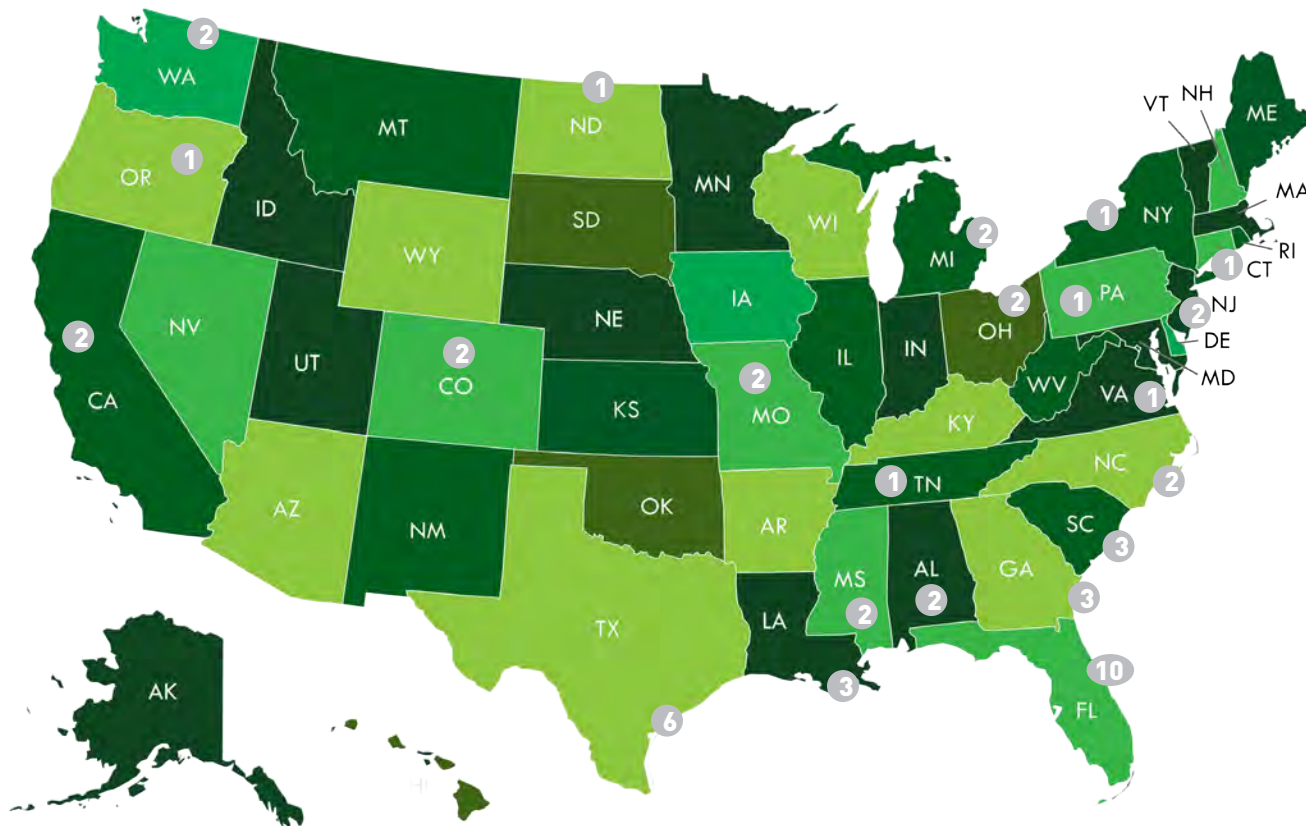 2
WA
1
ND
MT
VT
NH
ME
OR
1
ID
MN
MA
SD
WI
1
NY
WY
MI
2
RI
1
CT
IA
NE
2
OH
1
PA
2
NJ
NV
2
UT
2
CO
IL
IN
DE
MD
2
MO
WV
VA
1
CA
KS
KY
NC
2
1
TN
AZ
NM
OK
AR
SC
3
MS
2
AL
2
GA
3
TX
LA
3
10
FL
AK
6
HI